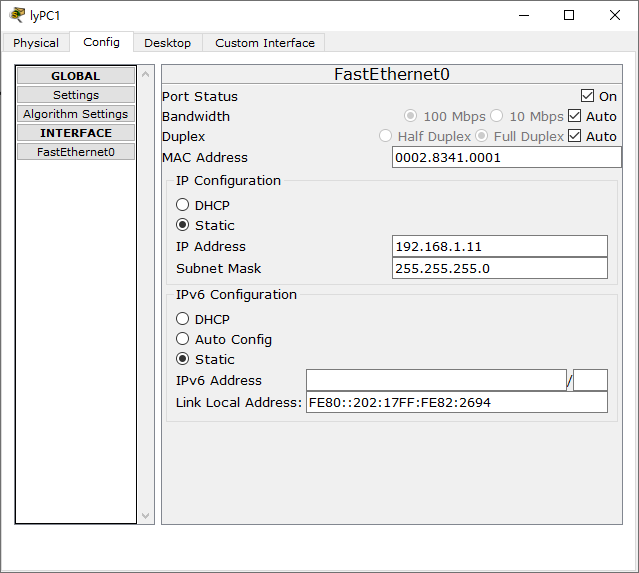 lyPC1
Physical Config Desktop Custom Interface
GLOBAL
Settings
Algorithm Settings
INTERFACE
FastEthernet0
FastEthernet0
Port Status On
Bandwidth 100 Mbps 10 Mbps Auto
Duplex Half Duplex Full Duplex Auto
MAC Address 0002.8341.0001
IP Configuration
DHCP
Static
IP Address 192.168.1.11
Subnet Mask 255.255.255.0
IPv6 Configuration
DHCP
Auto Config
Static
IPv6 Address /
Link Local Address: FE80::202:17FF:FE82:2694